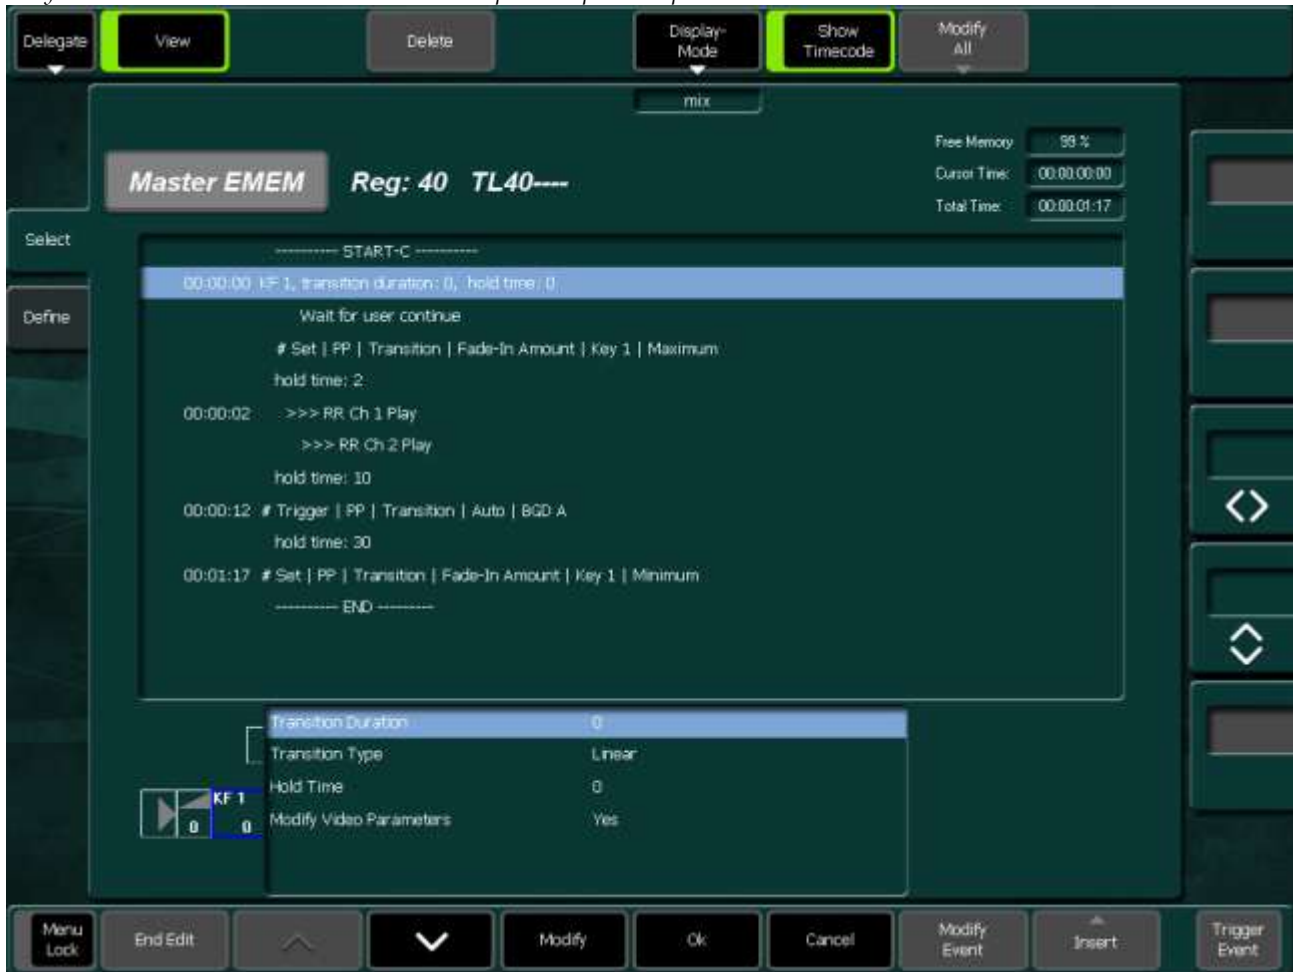 Delegate
View
Delete
Display-
Mode
Show
Timecode
Modify
All
mix
Free Memory 99 %
Master EMEM Reg: 40 TL40----
Cursor Time: 00:00:00:00
Total Time: 00:00:01:17
Select
Define
---------- START-C ----------
00:00:00 KF 1, transition duration: 0, hold time: 0
Wait for user continue
# Set | PP | Transition | Fade-In Amount | Key 1 | Maximum
hold time: 2
00:00:02 >>> RR Ch 1 Play
>>> RR Ch 2 Play
hold time: 10
00:00:12 # Trigger | PP | Transition | Auto | BGD A
hold time: 30
00:01:17 # Set | PP | Transition | Fade-In Amount | Key 1 | Minimum
---------- END ---------
Transition Duration 0
Transition Type Linear
Hold Time 0
Modify Video Parameters Yes
KF 1
0 0
Menu
Lock
End Edit
Modify
Ok
Cancel
Modify
Event
Insert
Trigger
Event